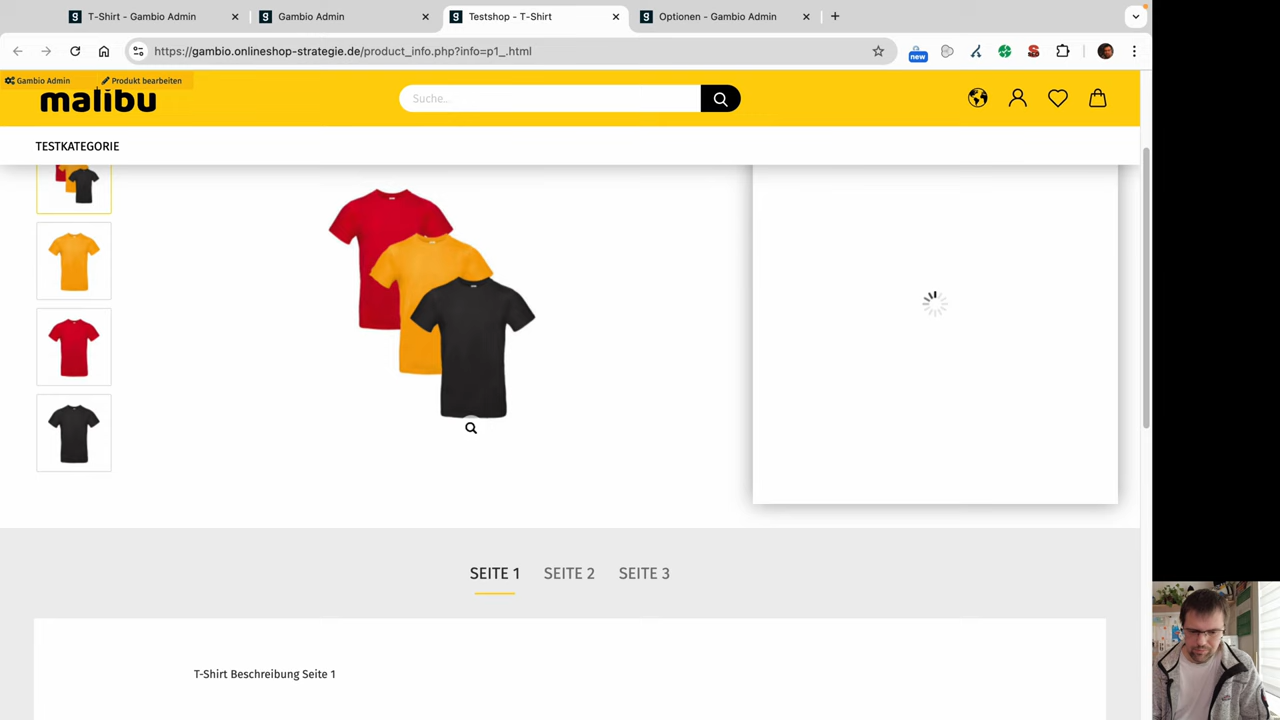 T-Shirt - Gambio Admin
Gambio Admin
Testshop - T-Shirt
Optionen - Gambio Admin
https://gambio.onlineshop-strategie.de/product_info.php?info=p1_.html
new
Gambio Admin
Produkt bearbeiten
malibu
Suche...
TESTKATEGORIE
SEITE 1
SEITE 2
SEITE 3
T-Shirt Beschreibung Seite 1